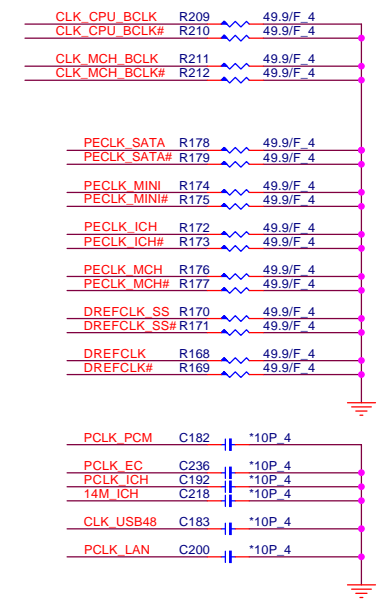 CLK_CPU_BCLK R209 49.9/F_4
CLK_CPU_BCLK# R210 49.9/F_4
CLK_MCH_BCLK R211 49.9/F_4
CLK_MCH_BCLK# R212 49.9/F_4
PECLK_SATA R178 49.9/F_4
PECLK_SATA# R179 49.9/F_4
PECLK_MINI R174 49.9/F_4
PECLK_MINI# R175 49.9/F_4
PECLK_ICH R172 49.9/F_4
PECLK_ICH# R173 49.9/F_4
PECLK_MCH R176 49.9/F_4
PECLK_MCH# R177 49.9/F_4
DREFCLK_SS R170 49.9/F_4
DREFCLK_SS# R171 49.9/F_4
DREFCLK R168 49.9/F_4
DREFCLK# R169 49.9/F_4
PCLK_PCM C182 *10P_4
PCLK_EC C236 *10P_4
PCLK_ICH C192 *10P_4
14M_ICH C218 *10P_4
CLK_USB48 C183 *10P_4
PCLK_LAN C200 *10P_4